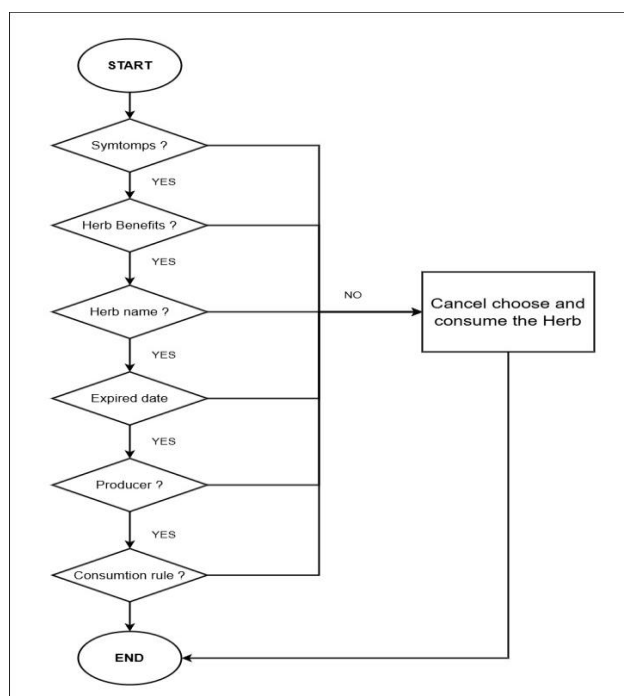 START
Symtomps ?
YES
Herb Benefits ?
YES
Herb name ?
NO
Cancel choose and
consume the Herb
YES
Expired date
YES
Producer ?
YES
Consumtion rule ?
END